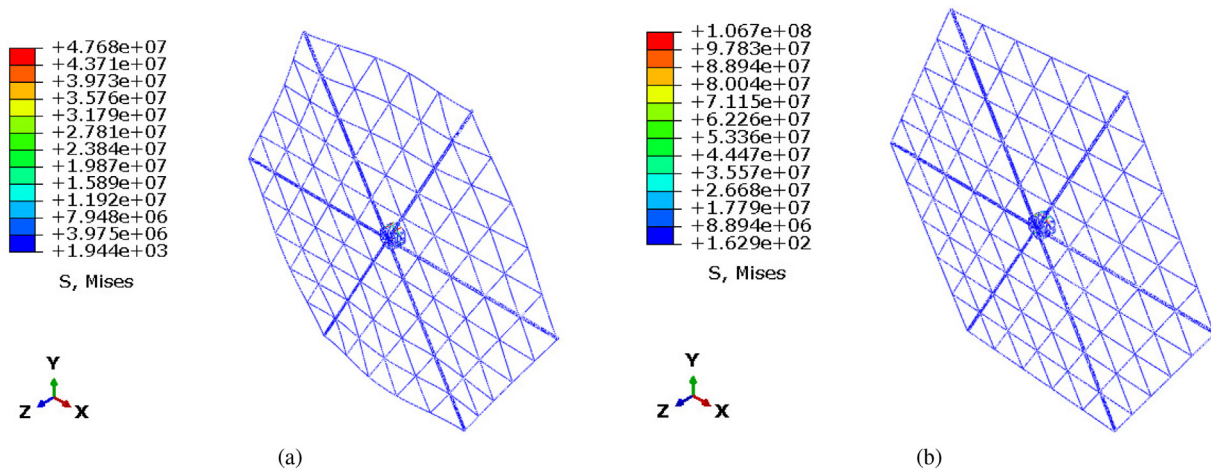 +4.768e+07
+4.371e+07
+3.973e+07
+3.576e+07
+3.179e+07
+2.781e+07
+2.384e+07
+1.987e+07
+1.589e+07
+1.192e+07
+7.948e+06
+3.975e+06
+1.944e+03
S, Mises
Y
Z
X
(a)
+1.067e+08
+9.783e+07
+8.894e+07
+8.004e+07
+7.115e+07
+6.226e+07
+5.336e+07
+4.447e+07
+3.557e+07
+2.668e+07
+1.779e+07
+8.894e+06
+1.629e+02
S, Mises
Y
Z
X
(b)